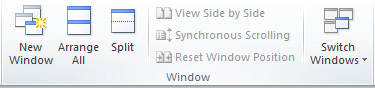 New Window
Arrange All
Split
View Side by Side
Synchronous Scrolling
Reset Window Position
Switch Windows
Window